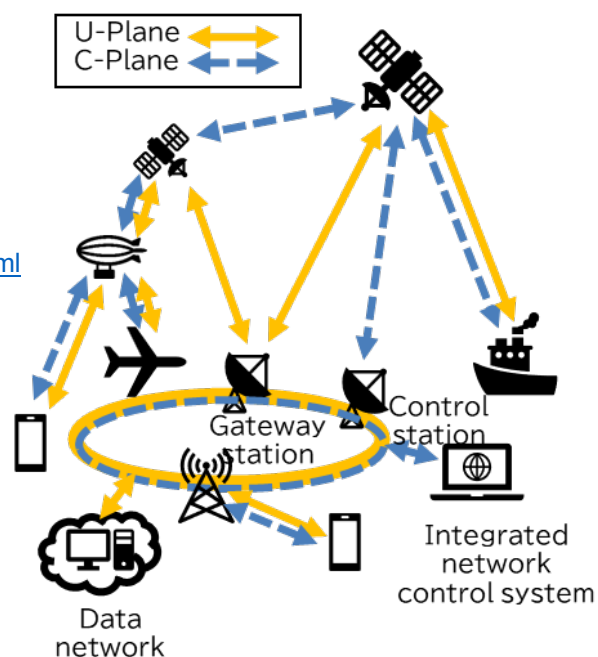 U-Plane
C-Plane
ml
Gateway
station
Control
station
Integrated
network
control system
Data
network